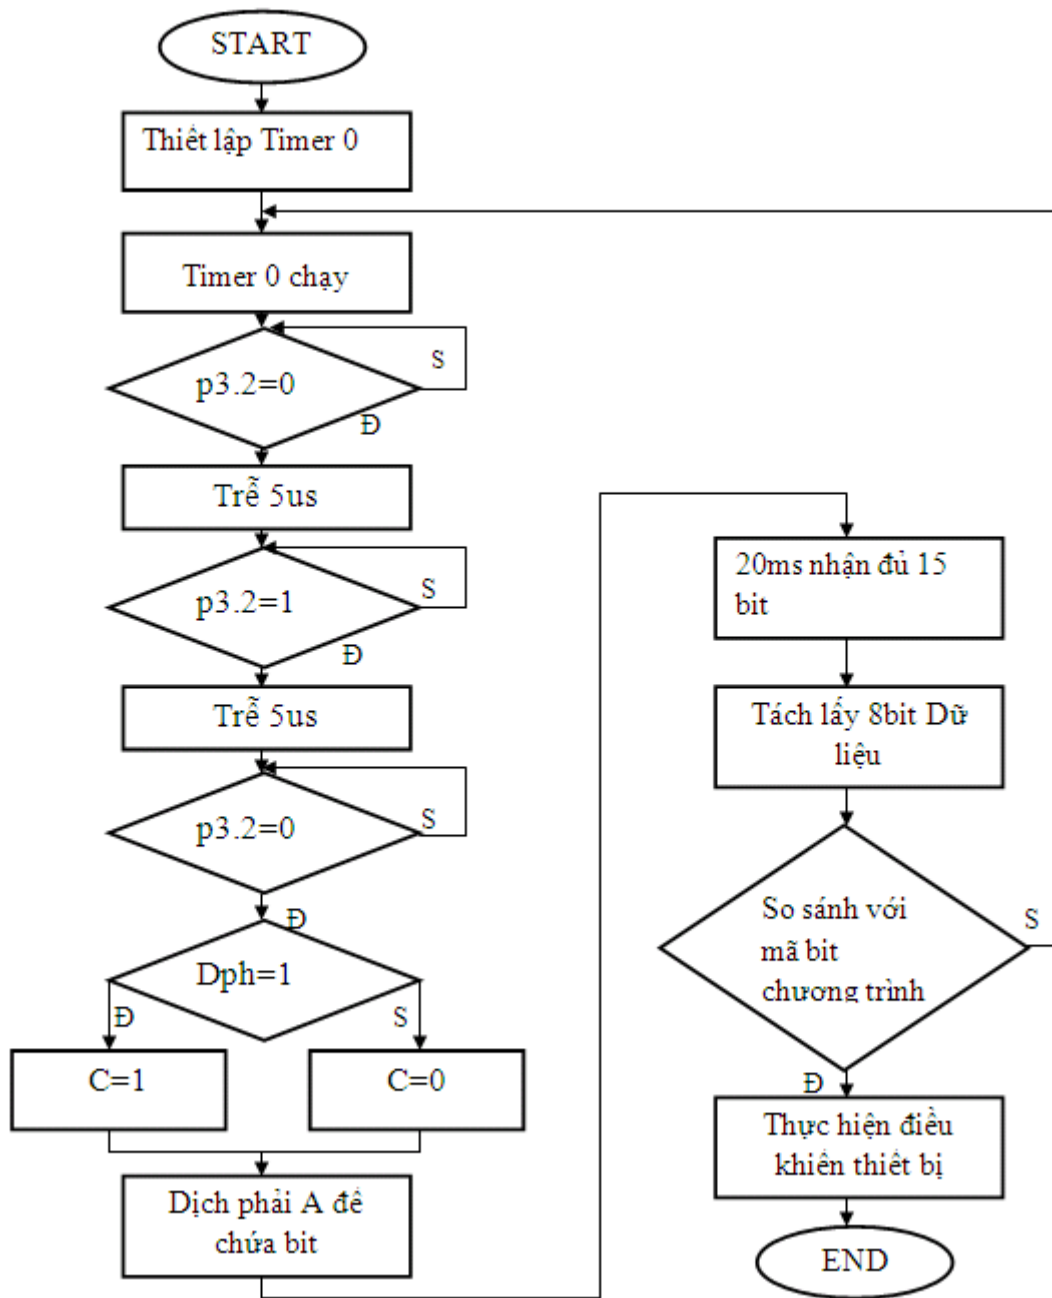 START
Thiết lập Timer 0
Timer 0 chạy
p3.2=0
S
Đ
Trễ 5us
p3.2=1
S
Đ
Trễ 5us
p3.2=0
S
Đ
Dph=1
Đ
S
C=1
C=0
Dịch phải A để
chứa bit
20ms nhận đủ 15
bit
Tách lấy 8bit Dữ
liệu
So sánh với
mã bit
chương trình
S
Đ
Thực hiện điều
khiển thiết bị
END